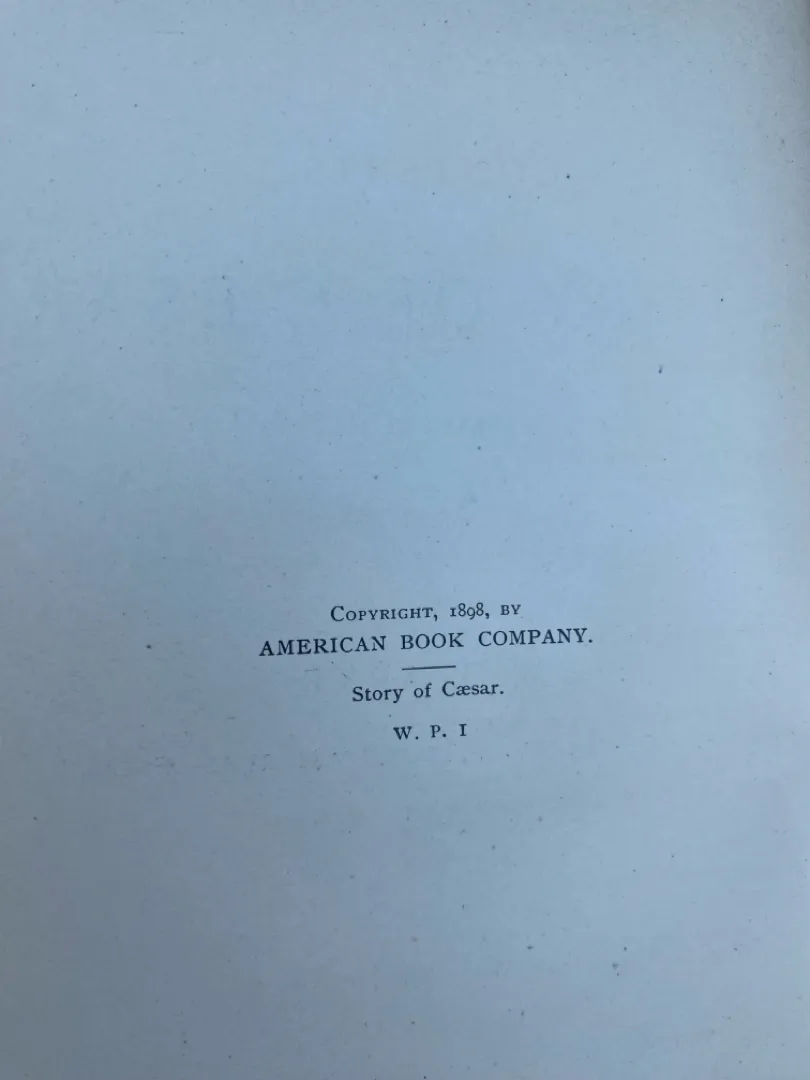 COPYRIGHT, 1898, BY
AMERICAN BOOK COMPANY.
Story of Cæsar.
W. P. I